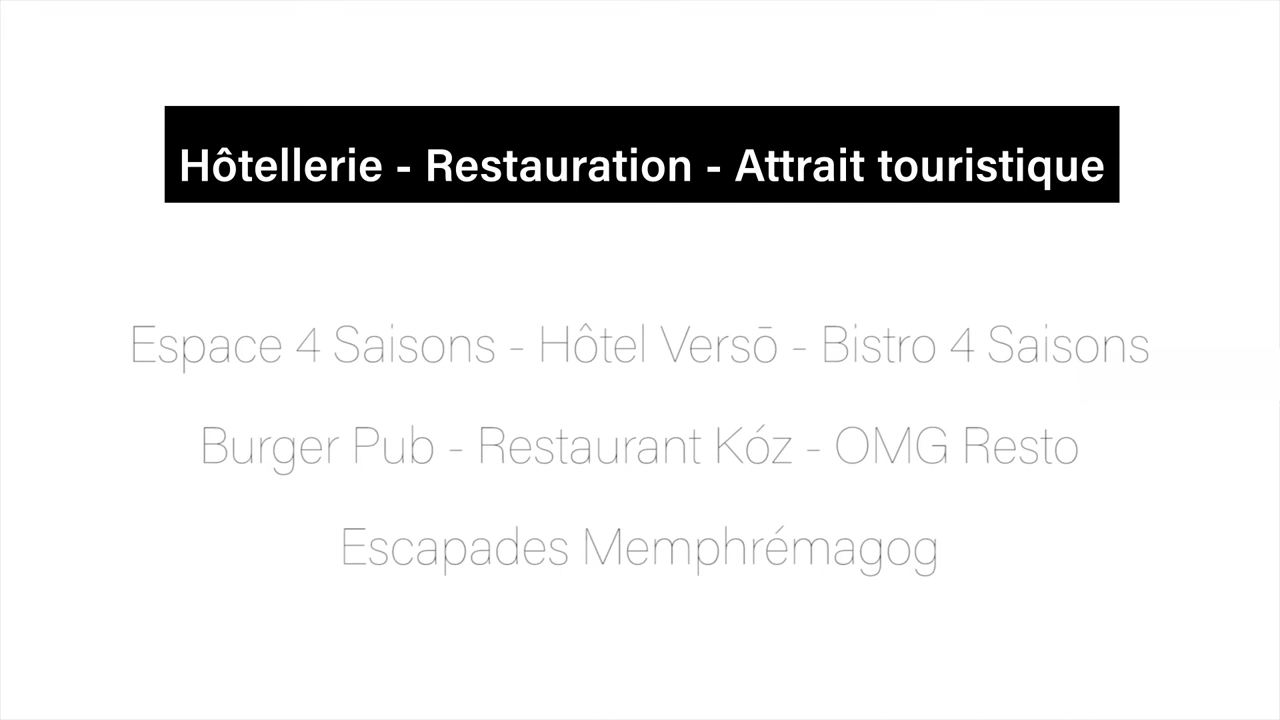 Hôtellerie - Restauration - Attrait touristique
Espace 4 Saisons - Hôtel Versō - Bistro 4 Saisons
Burger Pub - Restaurant Kóz - OMG Resto
Escapades Memphrémagog